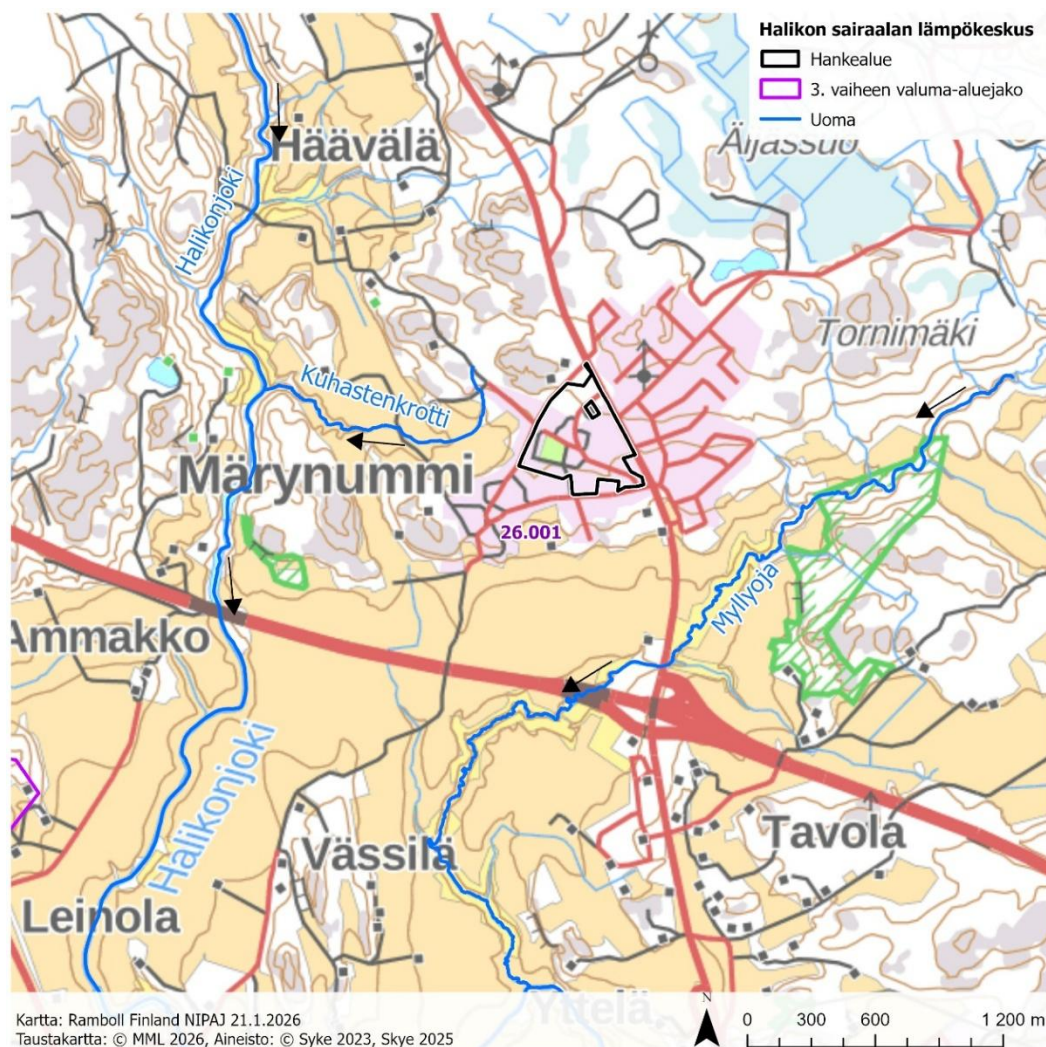 Halikon sairaalan lämpökeskus
Hankealue
3. vaiheen valuma-aluejako
Uoma
Häävälä
Äijässuo
Halikonjoki
Tornimäki
Kuhastenkrotti
Märynummi
26.001
Myllyoja
Ammakko
Halikonjoki
Vässilä
Tavola
Leinola
Yttelä
Kartta: Ramboll Finland NIPAJ 21.1.2026
Taustakartta: © MML 2026, Aineisto: © Syke 2023, Skye 2025
N
0 300 600 1 200 m